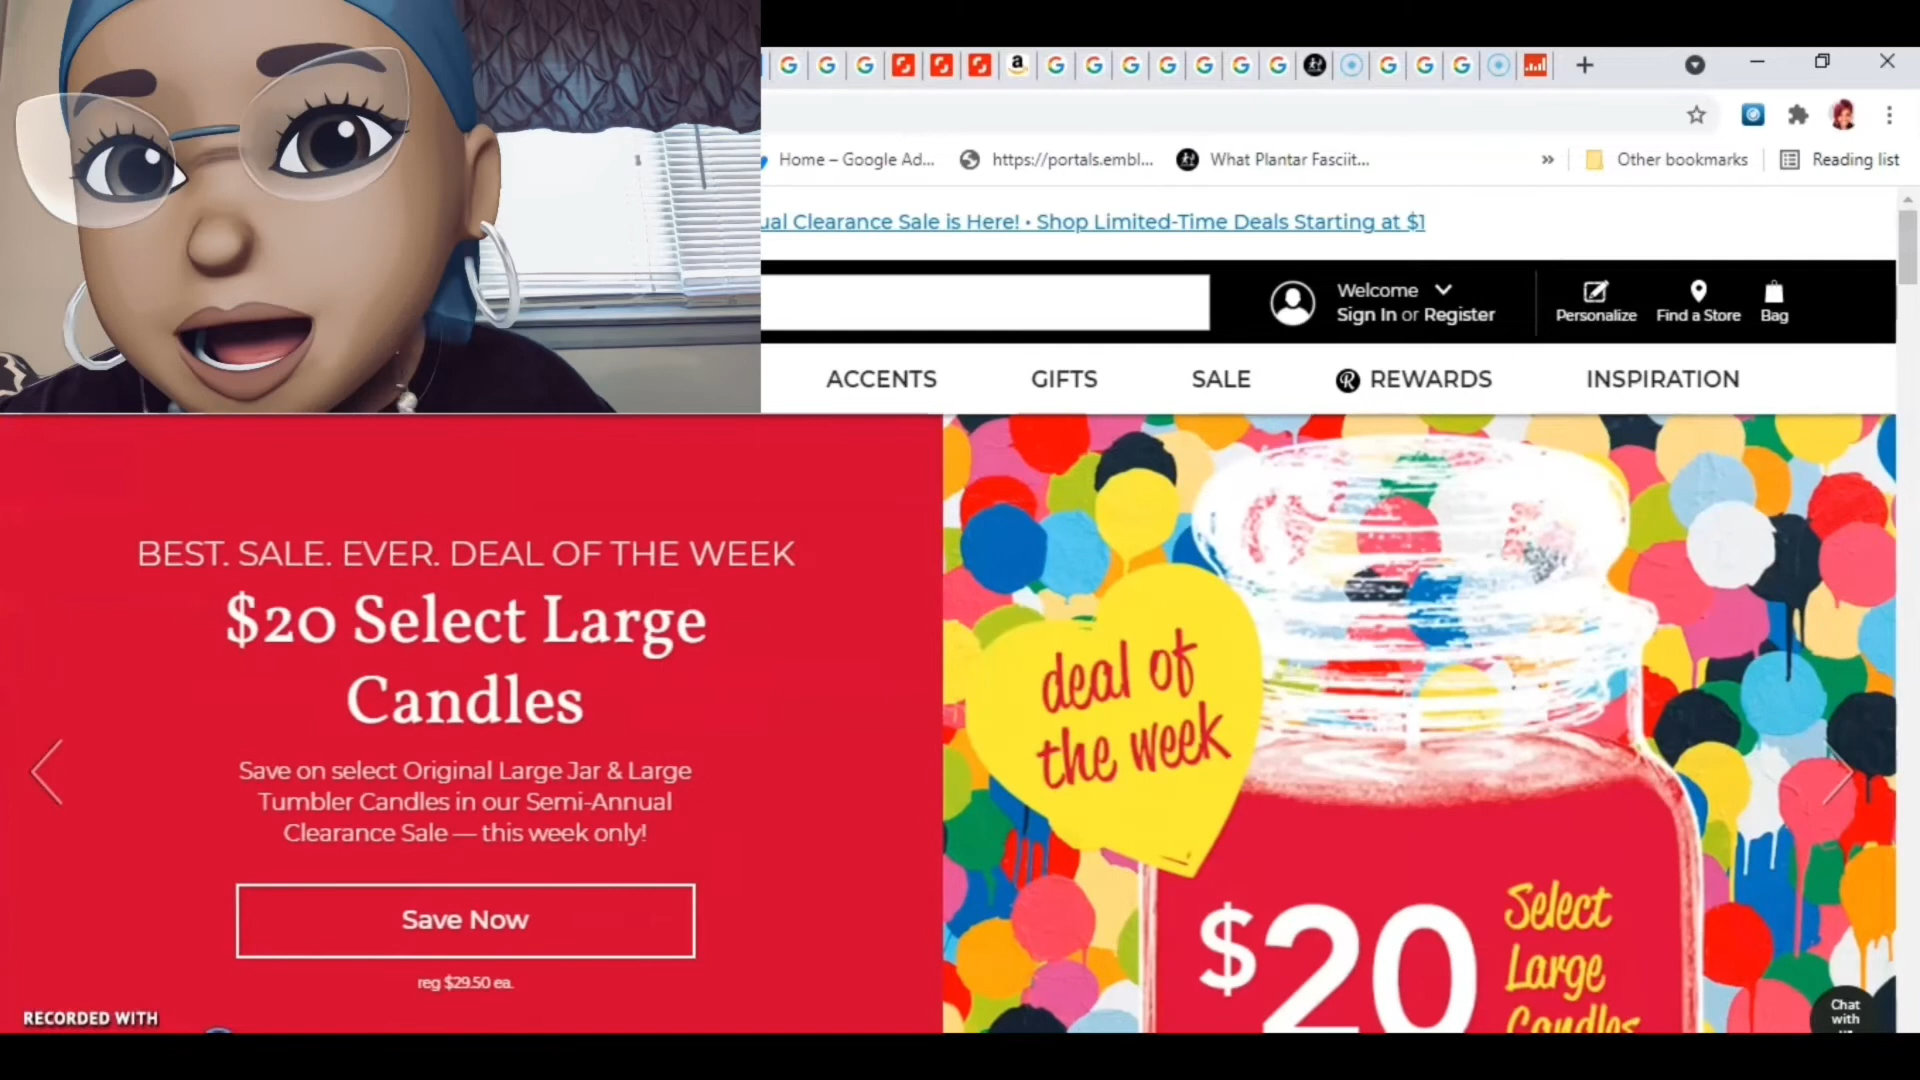 Home – Google Ad...
https://portals.embl...
What Plantar Fasciit...
»
Other bookmarks
Reading list
ual Clearance Sale is Here! • Shop Limited-Time Deals Starting at $1
Welcome
Sign In or Register
Personalize
Find a Store
Bag
ACCENTS
GIFTS
SALE
REWARDS
INSPIRATION
BEST. SALE. EVER. DEAL OF THE WEEK
$20 Select Large
Candles
Save on select Original Large Jar & Large
Tumbler Candles in our Semi-Annual
Clearance Sale — this week only!
Save Now
reg $29.50 ea.
RECORDED WITH
deal of
the week
$20
Select
Large
Candles
Chat
with